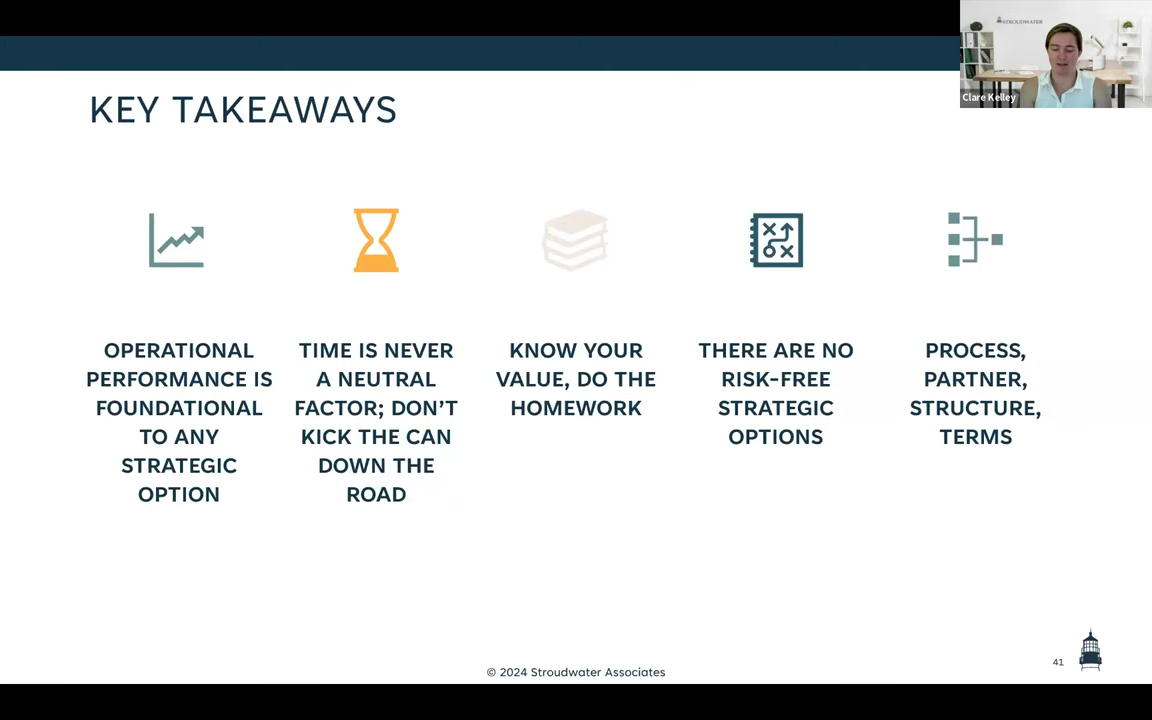 STROUDWATER
Clare Kelley
KEY TAKEAWAYS
OPERATIONAL
PERFORMANCE IS
FOUNDATIONAL
TO ANY
STRATEGIC
OPTION
TIME IS NEVER
A NEUTRAL
FACTOR; DON'T
KICK THE CAN
DOWN THE
ROAD
KNOW YOUR
VALUE, DO THE
HOMEWORK
THERE ARE NO
RISK-FREE
STRATEGIC
OPTIONS
PROCESS,
PARTNER,
STRUCTURE,
TERMS
41
© 2024 Stroudwater Associates